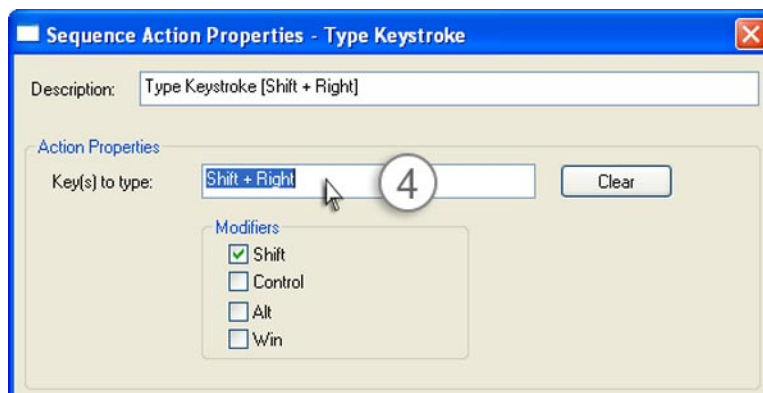 Sequence Action Properties - Type Keystroke
Description: Type Keystroke [Shift + Right]
Action Properties
Key(s) to type: Shift + Right 4 Clear
Modifiers
Shift
Control
Alt
Win